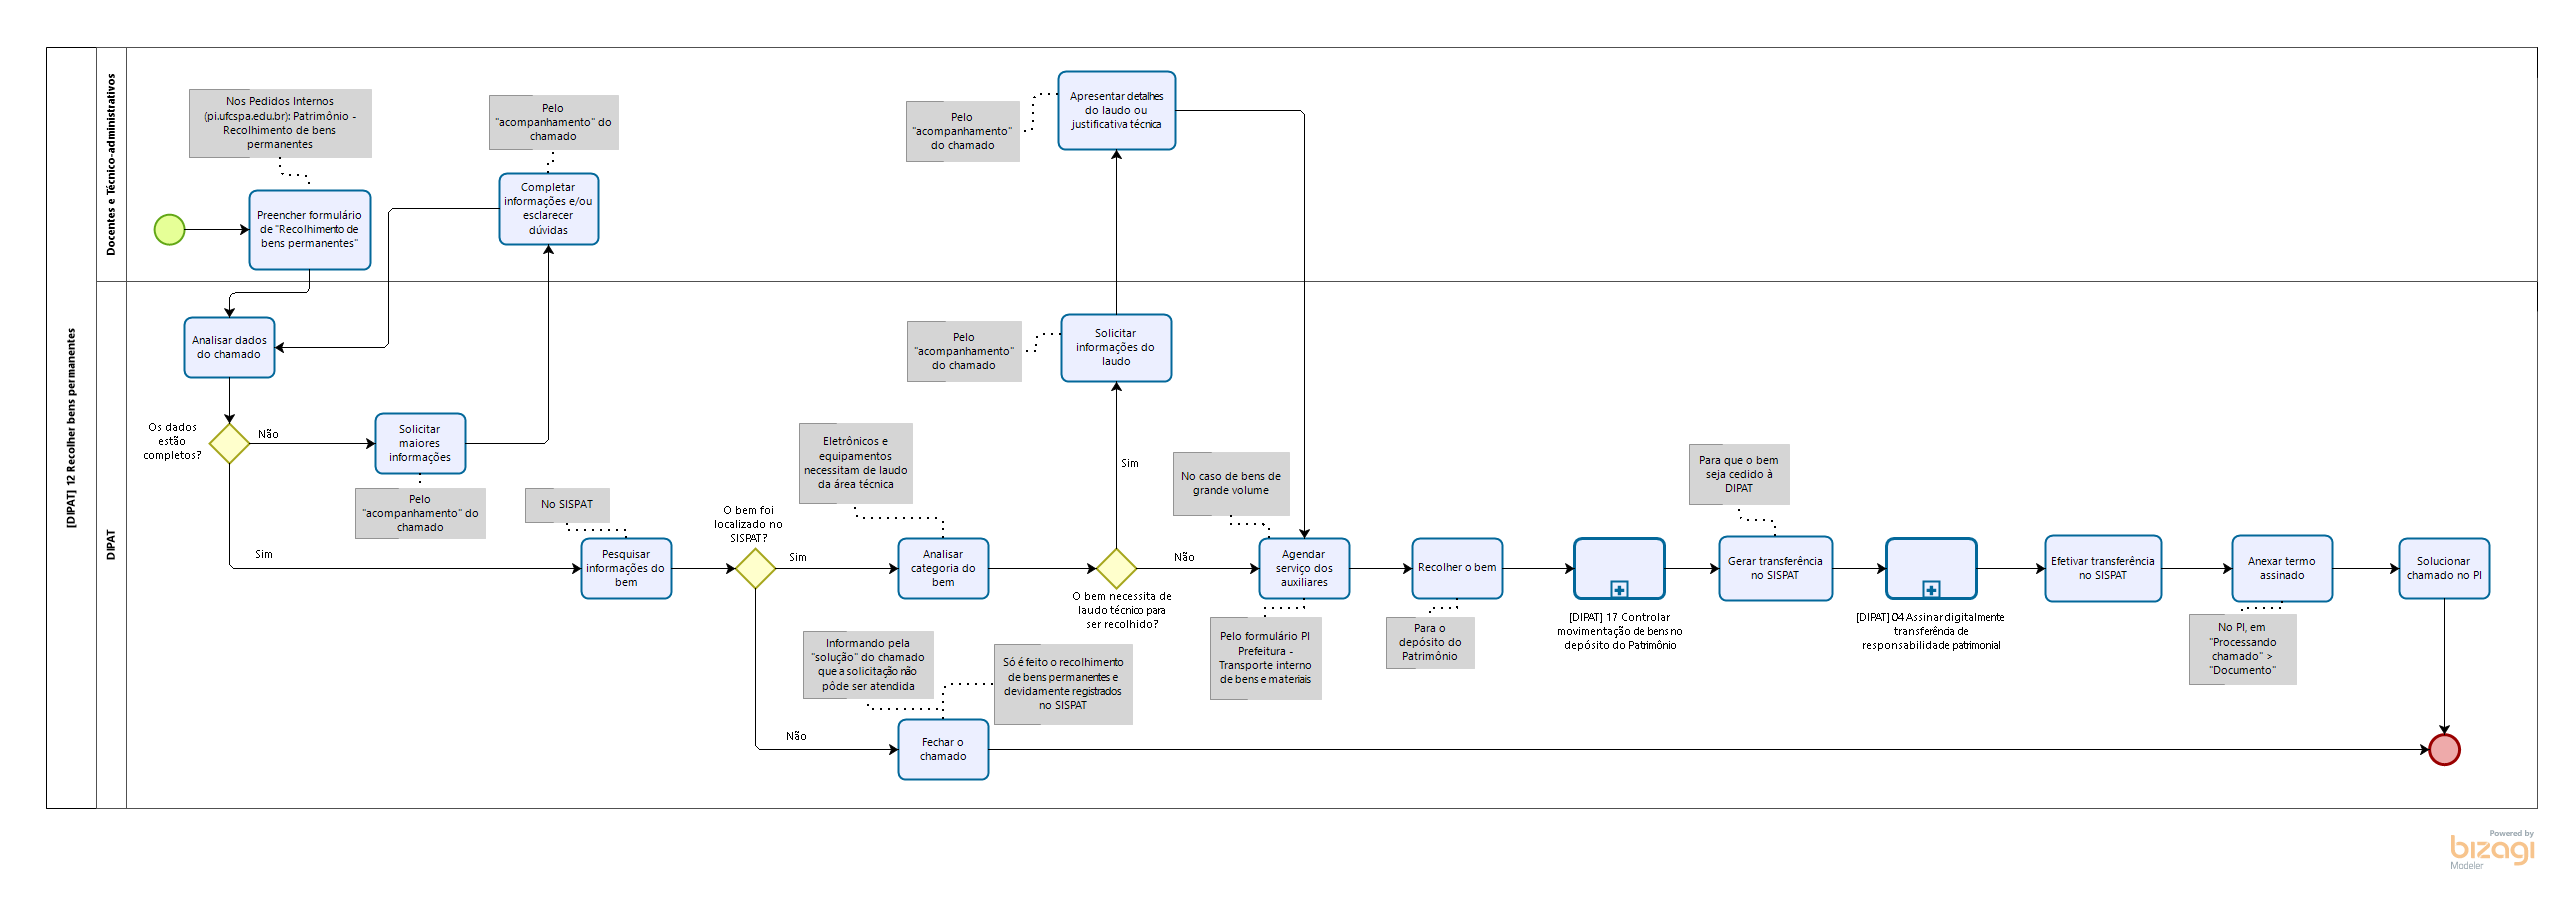 [DIPAT] 12 Recolher bens permanentes
Docentes e Técnico-administrativos
Nos Pedidos Internos
(pi.ufcspa.edu.br): Patrimônio -
Recolhimento de bens
permanentes
Preencher formulário
de "Recolhimento de
bens permanentes"
Pelo
"acompanhamento" do
chamado
Completar
informações e/ou
esclarecer
dúvidas
Pelo
"acompanhamento"
do chamado
Apresentar detalhes
do laudo ou
justificativa técnica
DIPAT
Analisar dados
do chamado
Os dados
estão
completos?
Não
Sim
Solicitar
maiores
informações
Pelo
"acompanhamento" do
chamado
No SISPAT
Pesquisar
informações do
bem
O bem foi
localizado no
SISPAT?
Sim
Não
Eletrônicos e
equipamentos
necessitam de laudo
da área técnica
Analisar
categoria do
bem
Informando pela
"solução" do chamado
que a solicitação não
pôde ser atendida
Só é feito o recolhimento
de bens permanentes e
devidamente registrados
no SISPAT
Fechar o
chamado
Pelo
"acompanhamento"
do chamado
Solicitar
informações do
laudo
Sim
O bem necessita de
laudo técnico para
ser recolhido?
Não
No caso de bens de
grande volume
Agendar
serviço dos
auxiliares
Pelo formulário PI
Prefeitura -
Transporte interno
de bens e materiais
Recolher o bem
Para o
depósito do
Patrimônio
[DIPAT] 17 Controlar
movimentação de bens no
depósito do Patrimônio
Para que o bem
seja cedido à
DIPAT
Gerar transferência
no SISPAT
[DIPAT] 04 Assinar digitalmente
transferência de
responsabilidade patrimonial
Efetivar transferência
no SISPAT
Anexar termo
assinado
No PI, em
"Processando
chamado" >
"Documento"
Solucionar
chamado no PI
Powered by
bizagi
Modeler